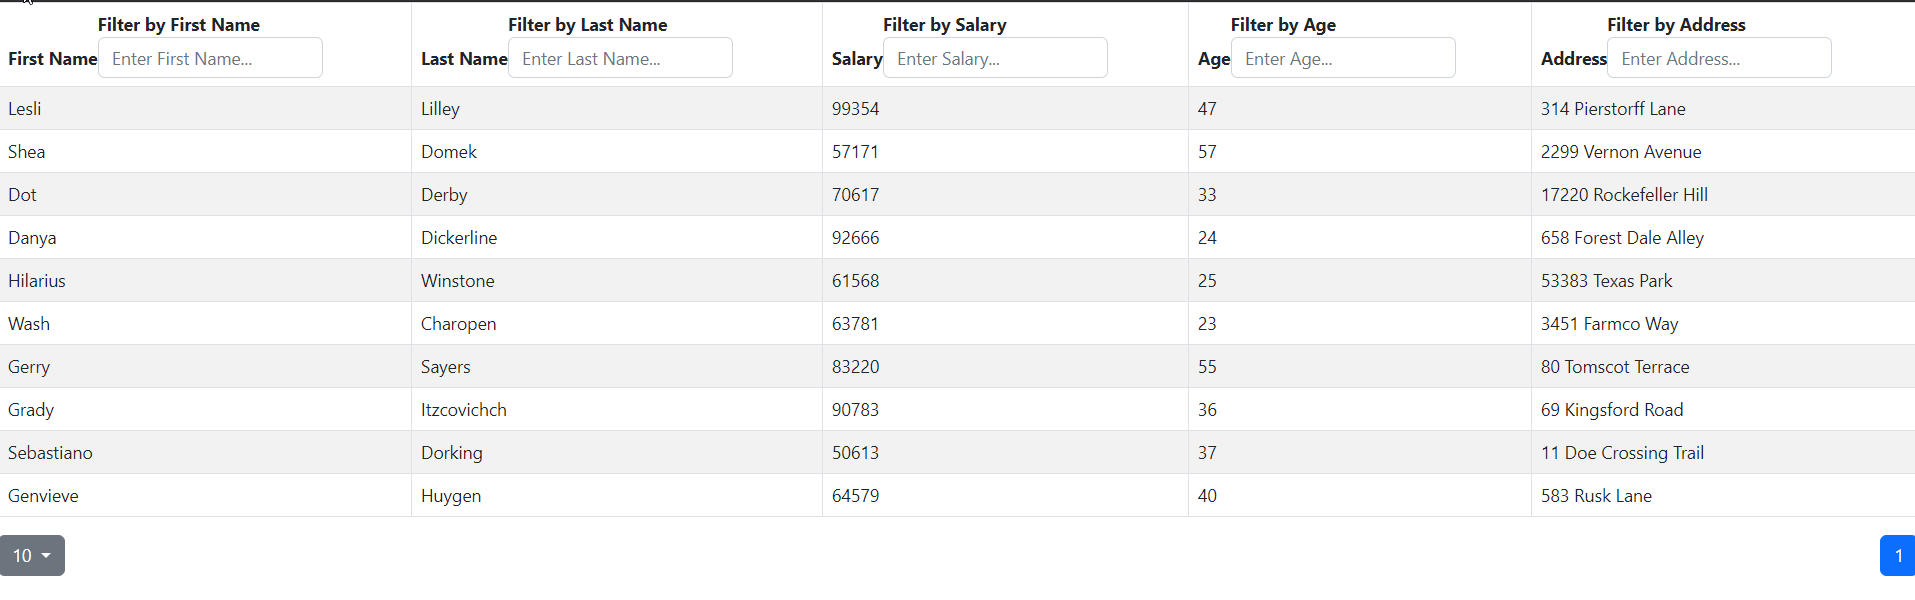 Filter by First Name Filter by Last Name Filter by Salary Filter by Age Filter by Address
First Name Enter First Name... Last Name Enter Last Name... Salary Enter Salary... Age Enter Age... Address Enter Address...
Lesli Lilley 99354 47 314 Pierstorff Lane
Shea Domek 57171 57 2299 Vernon Avenue
Dot Derby 70617 33 17220 Rockefeller Hill
Danya Dickerline 92666 24 658 Forest Dale Alley
Hilarius Winstone 61568 25 53383 Texas Park
Wash Charopen 63781 23 3451 Farmco Way
Gerry Sayers 83220 55 80 Tomscot Terrace
Grady Itzcovichch 90783 36 69 Kingsford Road
Sebastiano Dorking 50613 37 11 Doe Crossing Trail
Genvieve Huygen 64579 40 583 Rusk Lane
10 1